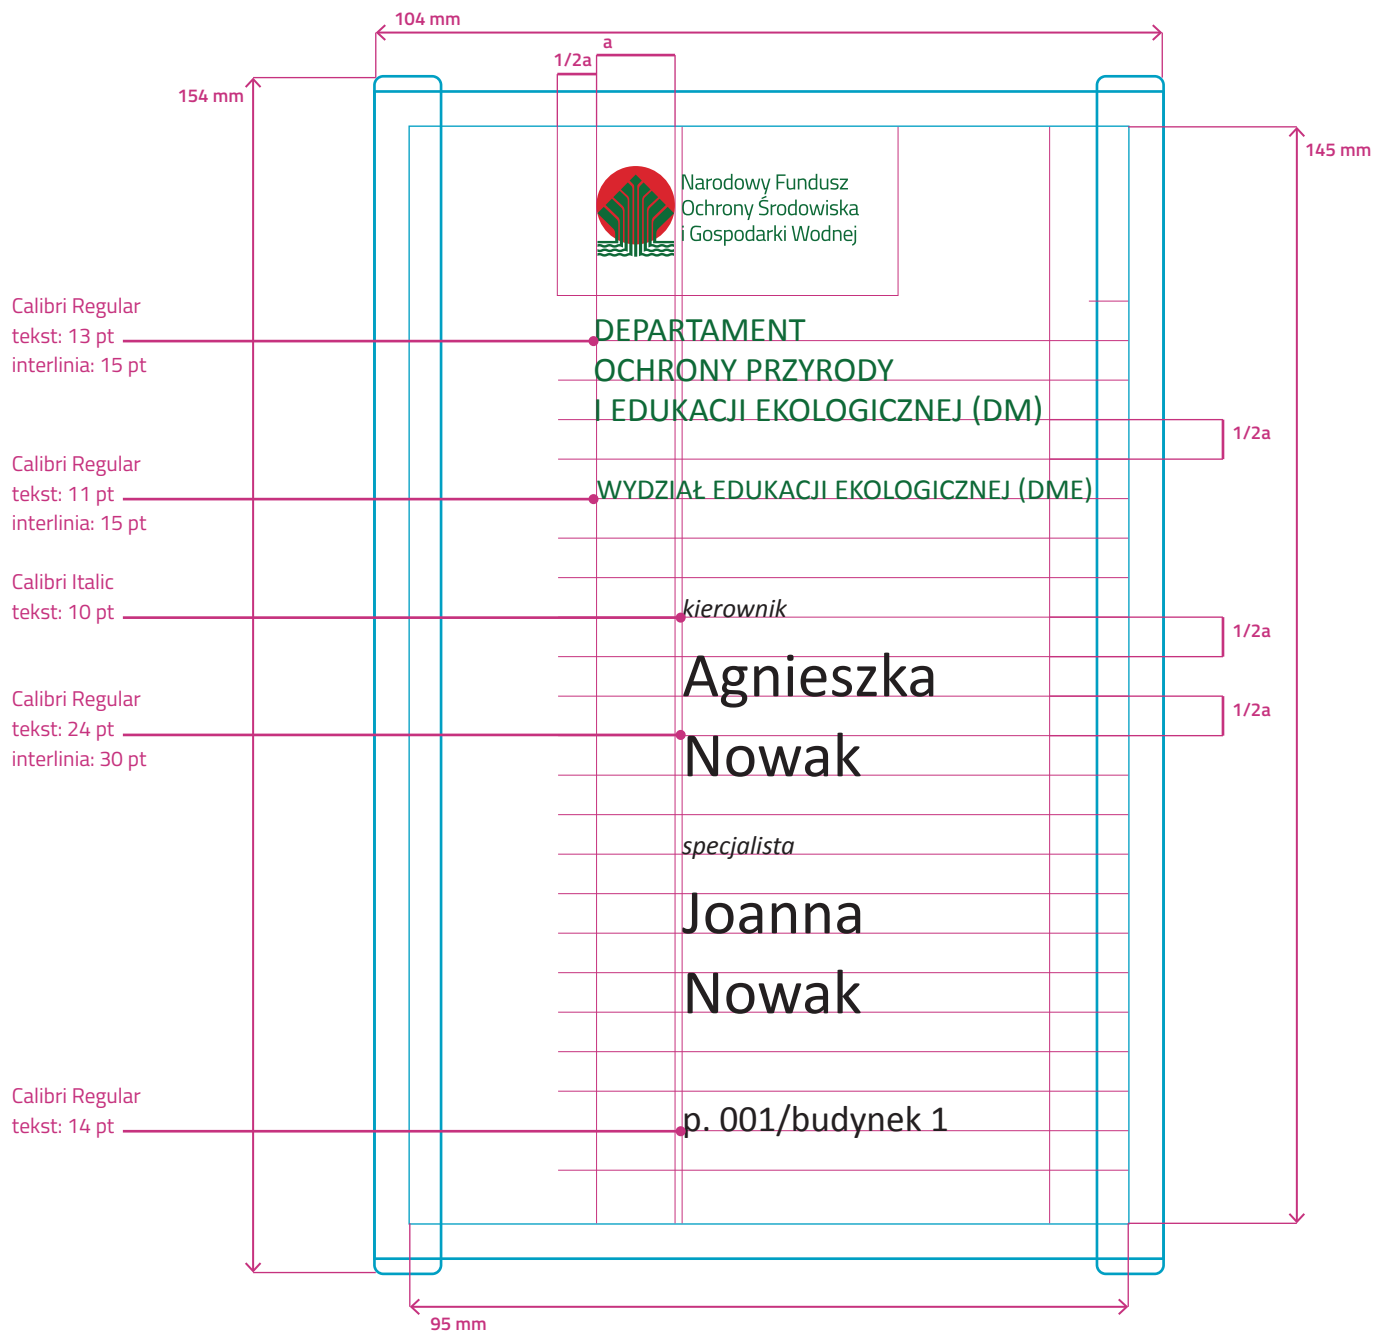 104 mm
a
1/2a
154 mm
145 mm
Narodowy Fundusz
Ochrony Środowiska
i Gospodarki Wodnej
Calibri Regular
tekst: 13 pt
interlinia: 15 pt
DEPARTAMENT
OCHRONY PRZYRODY
I EDUKACJI EKOLOGICZNEJ (DM)
1/2a
Calibri Regular
tekst: 11 pt
interlinia: 15 pt
WYDZIAŁ EDUKACJI EKOLOGICZNEJ (DME)
Calibri Italic
tekst: 10 pt
kierownik
1/2a
Agnieszka
Calibri Regular
tekst: 24 pt
interlinia: 30 pt
1/2a
Nowak
specjalista
Joanna
Nowak
Calibri Regular
tekst: 14 pt
p. 001/budynek 1
95 mm